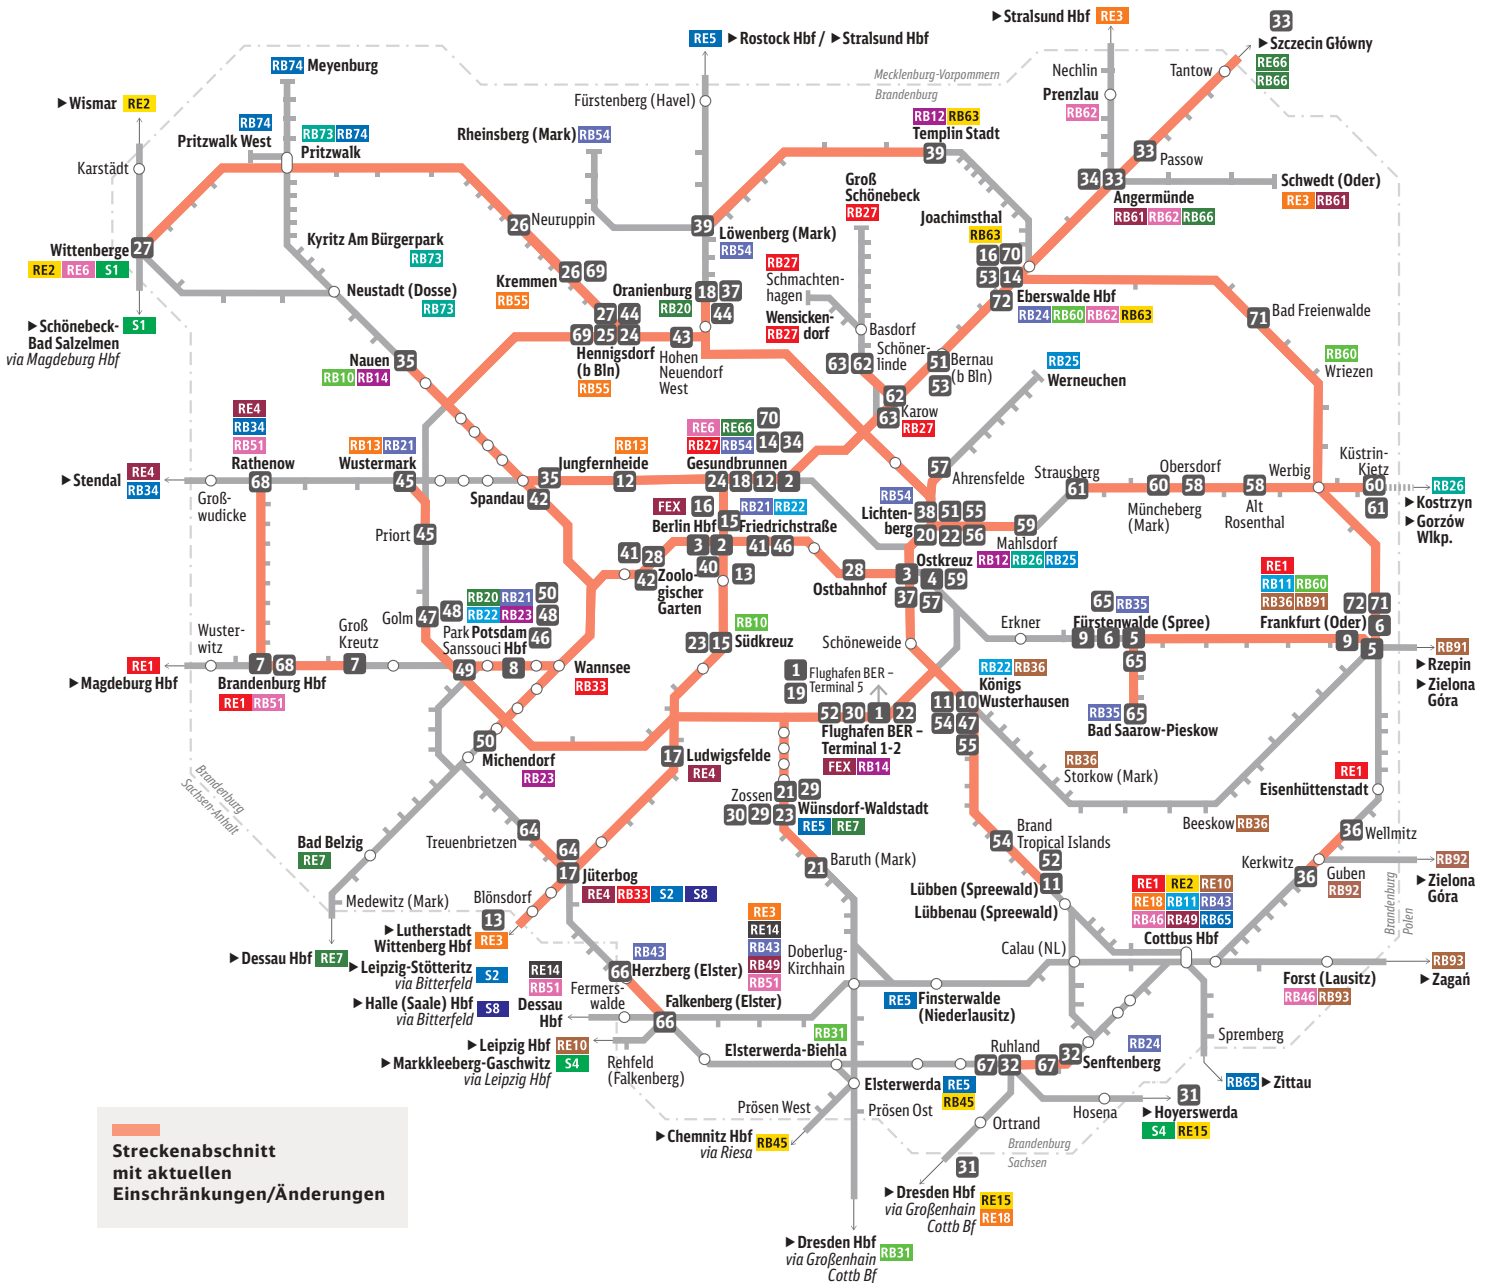 33
▶ Stralsund Hbf RE3
▶ Szczecin Główny
RE66
RB66
RE5 ▶ Rostock Hbf / ▶ Stralsund Hbf
Mecklenburg-Vorpommern
Brandenburg
Nechlin
Tantow
Prenzlau
RB62
RB74 Meyenburg
▶ Wismar RE2
Fürstenberg (Havel)
RB74
Pritzwalk West
RB73 RB74
Pritzwalk
Rheinsberg (Mark) RB54
RB12 RB63
Templin Stadt
39
33
Passow
Karstädt
34 33
Angermünde
RB61 RB62 RB66
Schwedt (Oder)
RE3 RB61
Groß
Schönebeck
RB27
Joachimsthal
RB63
26 Neuruppin
39
Löwenberg (Mark)
RB54
Wittenberge 27
RE2 RE6 S1
Kyritz Am Bürgerpark
RB73
16 70
53 14
72
Eberswalde Hbf
RB24 RB60 RB62 RB63
26 69
Kremmen
RB55
RB27
Schmachten-
hagen
Wensicken-
dorf
RB27
Oranienburg
RB20
18 37
44
Neustadt (Dosse)
RB73
▶ Schönebeck-
Bad Salzelmen
via Magdeburg Hbf
S1
27 44
69 25 24
Hennigsdorf
(b Bln)
RB55
43
Hohen
Neuendorf
West
Basdorf
Schöner-
linde
63 62
71
Bad Freienwalde
51
Bernau
(b Bln)
53
RB60
Wriezen
Nauen
RB10 RB14
35
RB25
Werneuchen
62
63
Karow
RB27
RE4
RB34
RB51
Rathenow
68
RB13 RB21
Wustermark
45
RB13
Jungfernheide
12
35
Spandau
42
RE6 RE66
RB27 RB54
70
14 34
Gesundbrunnen
24 18 12 2
57
Ahrensfelde
Strausberg
61
Obersdorf
60 58
Müncheberg
(Mark)
58
Alt
Rosenthal
Werbig
Küstrin-
Kietz
60
61
RB26
▶ Kostrzyn
▶ Gorzów
Wlkp.
▶ Stendal
RE4
RB34
Groß-
wudicke
FEX 16
RB21 RB22
Berlin Hbf
15
Friedrichstraße
3 2 41 46
40
13
RB54
Lichten-
berg
38 51 55
20 22 56
59
Mahlsdorf
RB12 RB26 RB25
Priort
45
41 28
42
Zoolo-
gischer
Garten
28
Ostbahnhof
Ostkreuz
3 4 59
37 57
RE1
RB11 RB60
RB36 RB91
72 71
6
Frankfurt (Oder)
9 5
Golm 47
48
RB20 RB21
RB22 RB23
50
48
46
Park
Sanssouci
Potsdam
Hbf
49 8
Groß
Kreutz
7
RB10
23 15
Südkreuz
Schöneweide
Erkner
65 RB35
Fürstenwalde (Spree)
9 6 5
65
RB35 65
Bad Saarow-Pieskow
Wuster-
witz
RE1
▶ Magdeburg Hbf
7 68
Brandenburg Hbf
RE1 RB51
Wannsee
RB33
1
19
Flughafen BER –
Terminal 5
52 30 1 22
Flughafen BER –
Terminal 1-2
FEX RB14
RB22 RB36
Königs
Wusterhausen
11 10
54 47
55
RB91
▶ Rzepin
▶ Zielona
Góra
50
Michendorf
RB23
17
Ludwigsfelde
RE4
RB36
Storkow (Mark)
RE1
Eisenhüttenstadt
Brandenburg
Sachsen-Anhalt
Zossen
21 29
30 29 23
Wünsdorf-Waldstadt
RE5 RE7
Beeskow RB36
Bad Belzig
RE7
Treuenbrietzen
64
64
17
Jüterbog
RE4 RB33 S2 S8
21
Baruth (Mark)
54
Brand
Tropical Islands
52
11
Lübben (Spreewald)
Lübbenau (Spreewald)
36
Wellmitz
Kerkwitz
36
Guben
RB92
RB92
▶ Zielona
Góra
RE1 RE2 RE10
RE18 RB11 RB43
RB46 RB49 RB65
Cottbus Hbf
Brandenburg
Polen
Medewitz (Mark)
Blönsdorf
13
▶ Lutherstadt
Wittenberg Hbf
RE3
▶ Dessau Hbf RE7
▶ Leipzig-Stötteritz
via Bitterfeld
S2
▶ Halle (Saale) Hbf
via Bitterfeld
S8
RE14
RB51
Dessau
Hbf
RB43
66
Herzberg (Elster)
Fermers-
walde
RE3
RE14
RB43
RB49
RB51
Falkenberg (Elster)
66
Doberlug-
Kirchhain
RE5
Finsterwalde
(Niederlausitz)
Calau (NL)
Forst (Lausitz)
RB46 RB93
RB93
▶ Żagań
▶ Leipzig Hbf RE10
▶ Markkleeberg-Gaschwitz
via Leipzig Hbf
S4
Rehfeld
(Falkenberg)
RB31
Elsterwerda-Biehla
Ruhland
67 32 67 32
RB24
Senftenberg
Spremberg
RB65 ▶ Zittau
Elsterwerda RE5
RB45
Prösen West
Prösen Ost
▶ Chemnitz Hbf
via Riesa
RB45
Ortrand
Hosena
31
▶ Hoyerswerda
S4 RE15
Brandenburg
Sachsen
31
▶ Dresden Hbf
via Großenhain
Cottb Bf
RE15
RE18
▶ Dresden Hbf
via Großenhain
Cottb Bf
RB31
Streckenabschnitt
mit aktuellen
Einschränkungen/Änderungen